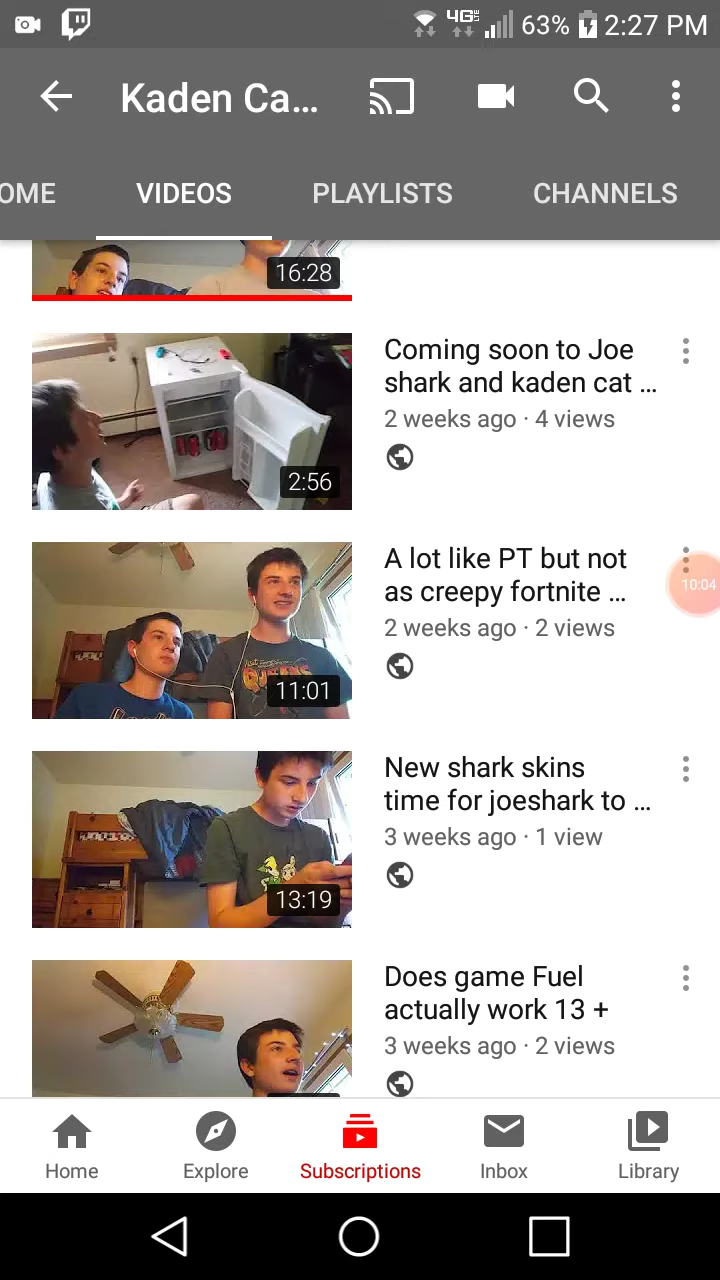 4G LTE 63% 2:27 PM
Kaden Ca...
OME VIDEOS PLAYLISTS CHANNELS
16:28
Coming soon to Joe
shark and kaden cat ...
2 weeks ago · 4 views
2:56
A lot like PT but not
as creepy fortnite ...
10:04
2 weeks ago · 2 views
11:01
New shark skins
time for joeshark to ...
3 weeks ago · 1 view
13:19
Does game Fuel
actually work 13 +
3 weeks ago · 2 views
Home Explore Subscriptions Inbox Library